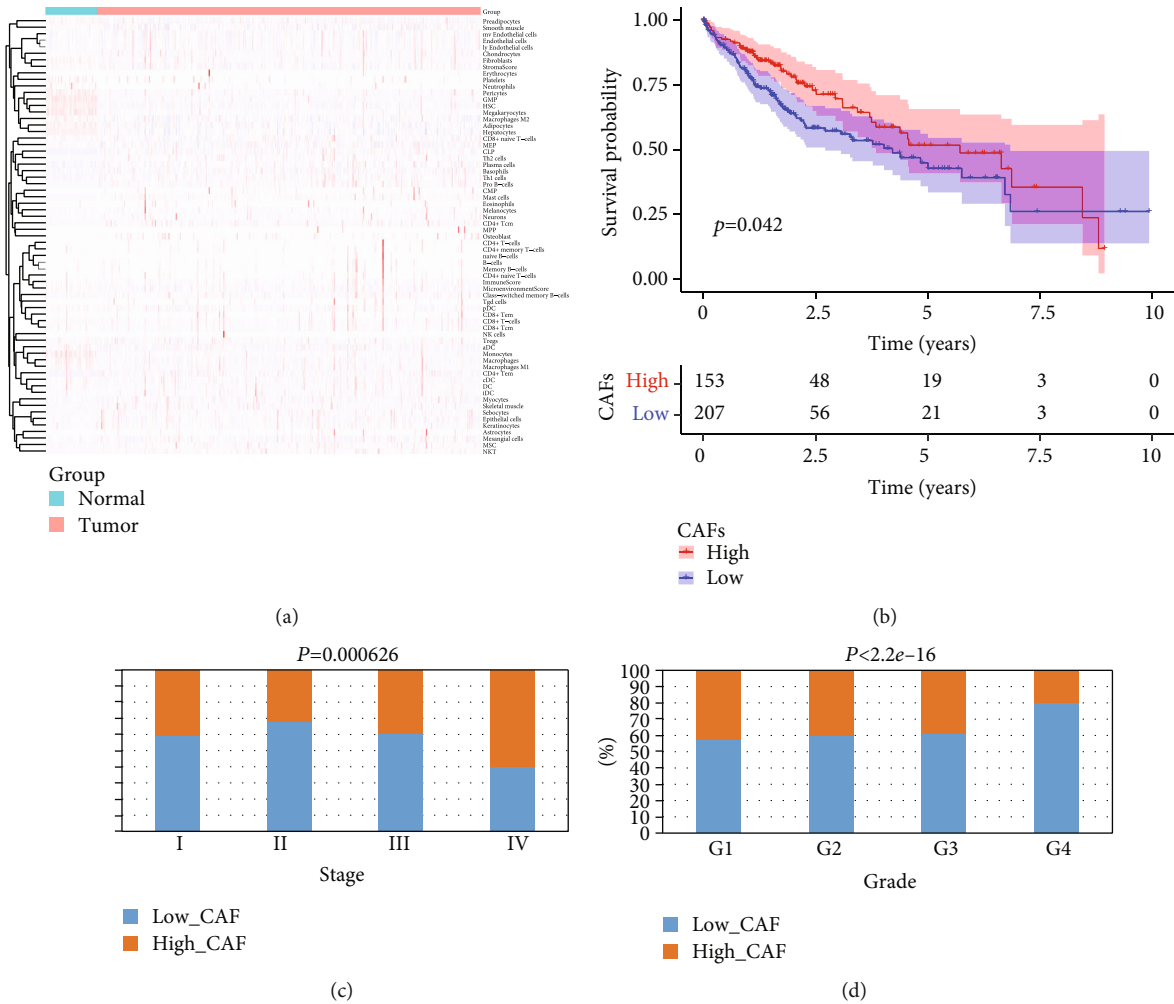 Group
Preadipocytes
Smooth muscle
mv Endothelial cells
Endothelial cells
ly Endothelial cells
Chondrocytes
Fibroblasts
StromaScore
Erythrocytes
Platelets
Neutrophils
Pericytes
GMP
HSC
Megakaryocytes
Macrophages M2
Adipocytes
Hepatocytes
CD8+ naive T−cells
MEP
CLP
Th2 cells
Plasma cells
Basophils
Th1 cells
Pro B−cells
CMP
Mast cells
Eosinophils
Melanocytes
Neurons
CD4+ Tcm
MPP
Osteoblast
CD4+ T−cells
CD4+ memory T−cells
naive B−cells
B−cells
Memory B−cells
CD4+ naive T−cells
ImmuneScore
MicroenvironmentScore
Class−switched memory B−cells
Tgd cells
pDC
CD8+ Tem
CD8+ T−cells
CD8+ Tcm
NK cells
Tregs
aDC
Monocytes
Macrophages
Macrophages M1
CD4+ Tem
cDC
DC
iDC
Myocytes
Skeletal muscle
Sebocytes
Epithelial cells
Keratinocytes
Astrocytes
Mesangial cells
MSC
NKT
Group
Normal
Tumor
(a)
Survival probability
1.00
0.75
0.50
0.25
0.00
p=0.042
0 2.5 5.0 7.5 10
Time (years)
CAFs
High 153 48 19 3 0
Low 207 56 21 3 0
0 2.5 5.0 7.5 10
Time (years)
CAFs
High
Low
(b)
P=0.000626
I II III IV
Stage
Low_CAF
High_CAF
(c)
P<2.2e−16
(%)
100
90
80
70
60
50
40
30
20
10
0
G1 G2 G3 G4
Grade
Low_CAF
High_CAF
(d)